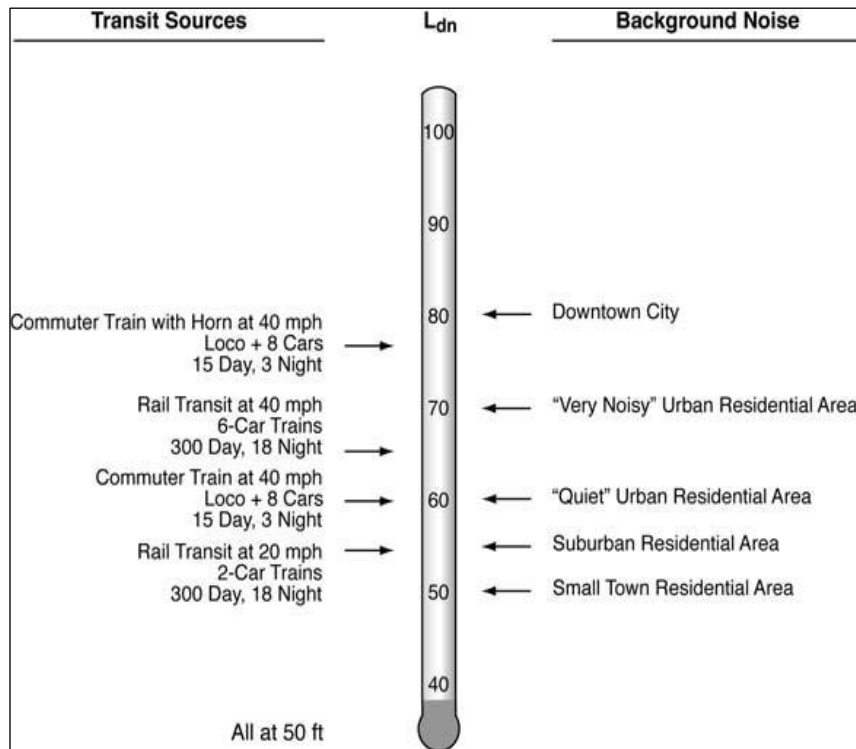 Transit Sources
Ldn
Background Noise
100
90
80
70
60
50
40
Commuter Train with Horn at 40 mph
Loco + 8 Cars
15 Day, 3 Night
Rail Transit at 40 mph
6-Car Trains
300 Day, 18 Night
Commuter Train at 40 mph
Loco + 8 Cars
15 Day, 3 Night
Rail Transit at 20 mph
2-Car Trains
300 Day, 18 Night
All at 50 ft
Downtown City
“Very Noisy” Urban Residential Area
“Quiet” Urban Residential Area
Suburban Residential Area
Small Town Residential Area